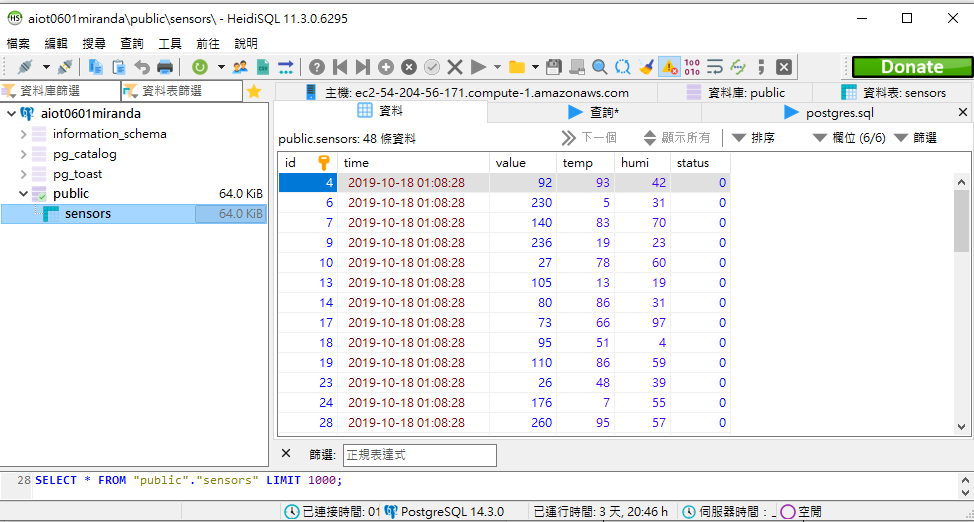 aiot0601miranda\public\sensors\ - HeidiSQL 11.3.0.6295
檔案 編輯 搜尋 查詢 工具 前往 說明
Donate
資料庫篩選 資料表篩選 主機: ec2-54-204-56-171.compute-1.amazonaws.com 資料庫: public 資料表: sensors
資料 查詢* postgres.sql
aiot0601miranda
information_schema
pg_catalog
pg_toast
public 64.0 KiB
sensors 64.0 KiB
public.sensors: 48 條資料 下一個 顯示所有 排序 欄位 (6/6) 篩選
id time value temp humi status
4 2019-10-18 01:08:28 92 93 42 0
6 2019-10-18 01:08:28 230 5 31 0
7 2019-10-18 01:08:28 140 83 70 0
9 2019-10-18 01:08:28 236 19 23 0
10 2019-10-18 01:08:28 27 78 60 0
13 2019-10-18 01:08:28 105 13 19 0
14 2019-10-18 01:08:28 80 86 31 0
17 2019-10-18 01:08:28 73 66 97 0
18 2019-10-18 01:08:28 95 51 4 0
19 2019-10-18 01:08:28 110 86 59 0
23 2019-10-18 01:08:28 26 48 39 0
24 2019-10-18 01:08:28 176 7 55 0
28 2019-10-18 01:08:28 260 95 57 0
篩選: 正規表達式
28 SELECT * FROM "public"."sensors" LIMIT 1000;
已連接時間: 01 PostgreSQL 14.3.0 已運行時間: 3 天, 20:46 h 伺服器時間: 空閒